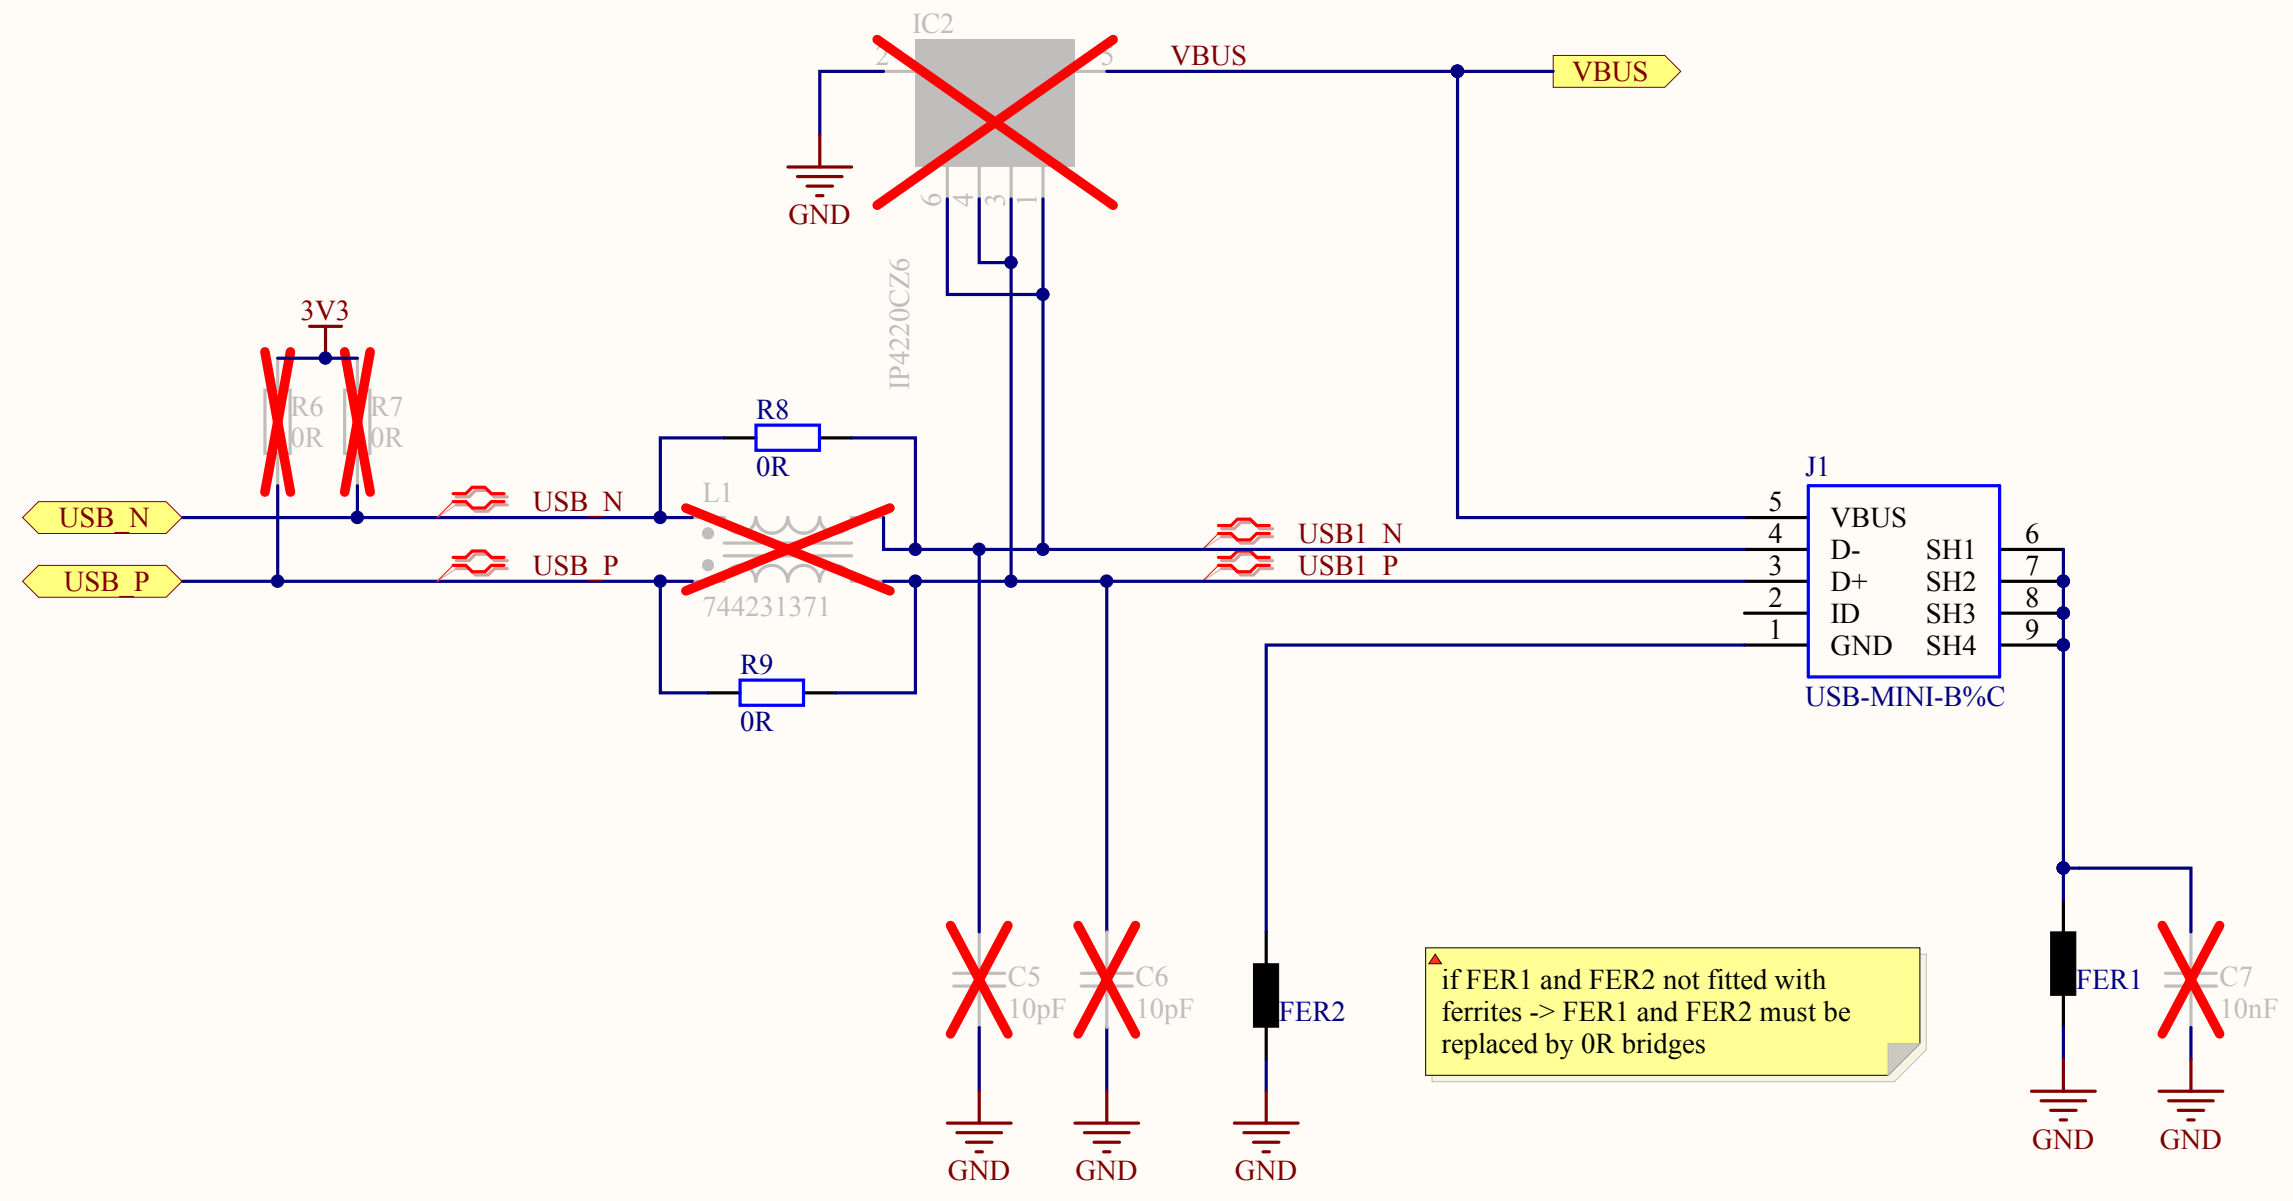 IC2
2
5
VBUS
VBUS
GND
6
4
3
1
IP4220CZ6
3V3
R6
0R
R7
0R
R8
0R
USB_N
USB_N
L1
USB_P
USB_P
744231371
R9
0R
USB1_N
USB1_P
J1
5
VBUS
4
D-
SH1
6
3
D+
SH2
7
2
ID
SH3
8
1
GND
SH4
9
USB-MINI-B%C
C5
10pF
C6
10pF
FER2
if FER1 and FER2 not fitted with
ferrites -> FER1 and FER2 must be
replaced by 0R bridges
FER1
C7
10nF
GND
GND
GND
GND
GND